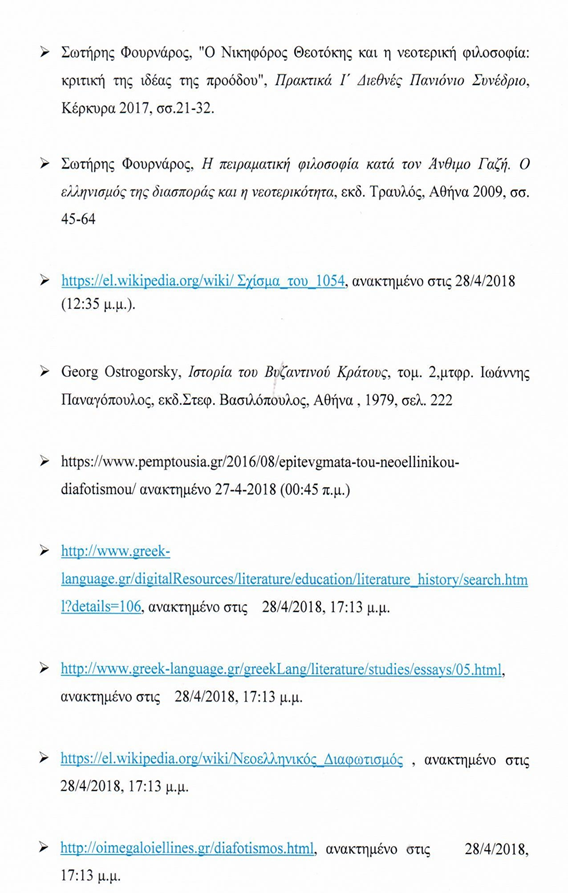 ➢ Σωτήρης Φουρνάρος, "Ο Νικηφόρος Θεοτόκης και η νεοτερική φιλοσοφία:
κριτική της ιδέας της προόδου", Πρακτικά Ι΄ Διεθνές Πανιόνιο Συνέδριο,
Κέρκυρα 2017, σσ.21-32.
➢ Σωτήρης Φουρνάρος, Η πειραματική φιλοσοφία κατά τον Άνθιμο Γαζή. Ο
ελληνισμός της διασποράς και η νεοτερικότητα, εκδ. Τραυλός, Αθήνα 2009, σσ.
45-64
➢ https://el.wikipedia.org/wiki/ Σχίσμα_του_1054, ανακτημένο στις 28/4/2018
(12:35 μ.μ.).
➢ Georg Ostrogorsky, Ιστορία του Βυζαντινού Κράτους, τομ. 2,μτφρ. Ιωάννης
Παναγόπουλος, εκδ.Στεφ. Βασιλόπουλος, Αθήνα , 1979, σελ. 222
➢ https://www.pemptousia.gr/2016/08/epitevgmata-tou-neoellinikou-
diafotismou/ ανακτημένο 27-4-2018 (00:45 π.μ.)
➢ http://www.greek-
language.gr/digitalResources/literature/education/literature_history/search.htm
l?details=106, ανακτημένο στις 28/4/2018, 17:13 μ.μ.
➢ http://www.greek-language.gr/greekLang/literature/studies/essays/05.html,
ανακτημένο στις 28/4/2018, 17:13 μ.μ.
➢ https://el.wikipedia.org/wiki/Νεοελληνικός_Διαφωτισμός , ανακτημένο στις
28/4/2018, 17:13 μ.μ.
➢ http://oimegaloiellines.gr/diafotismos.html, ανακτημένο στις 28/4/2018,
17:13 μ.μ.